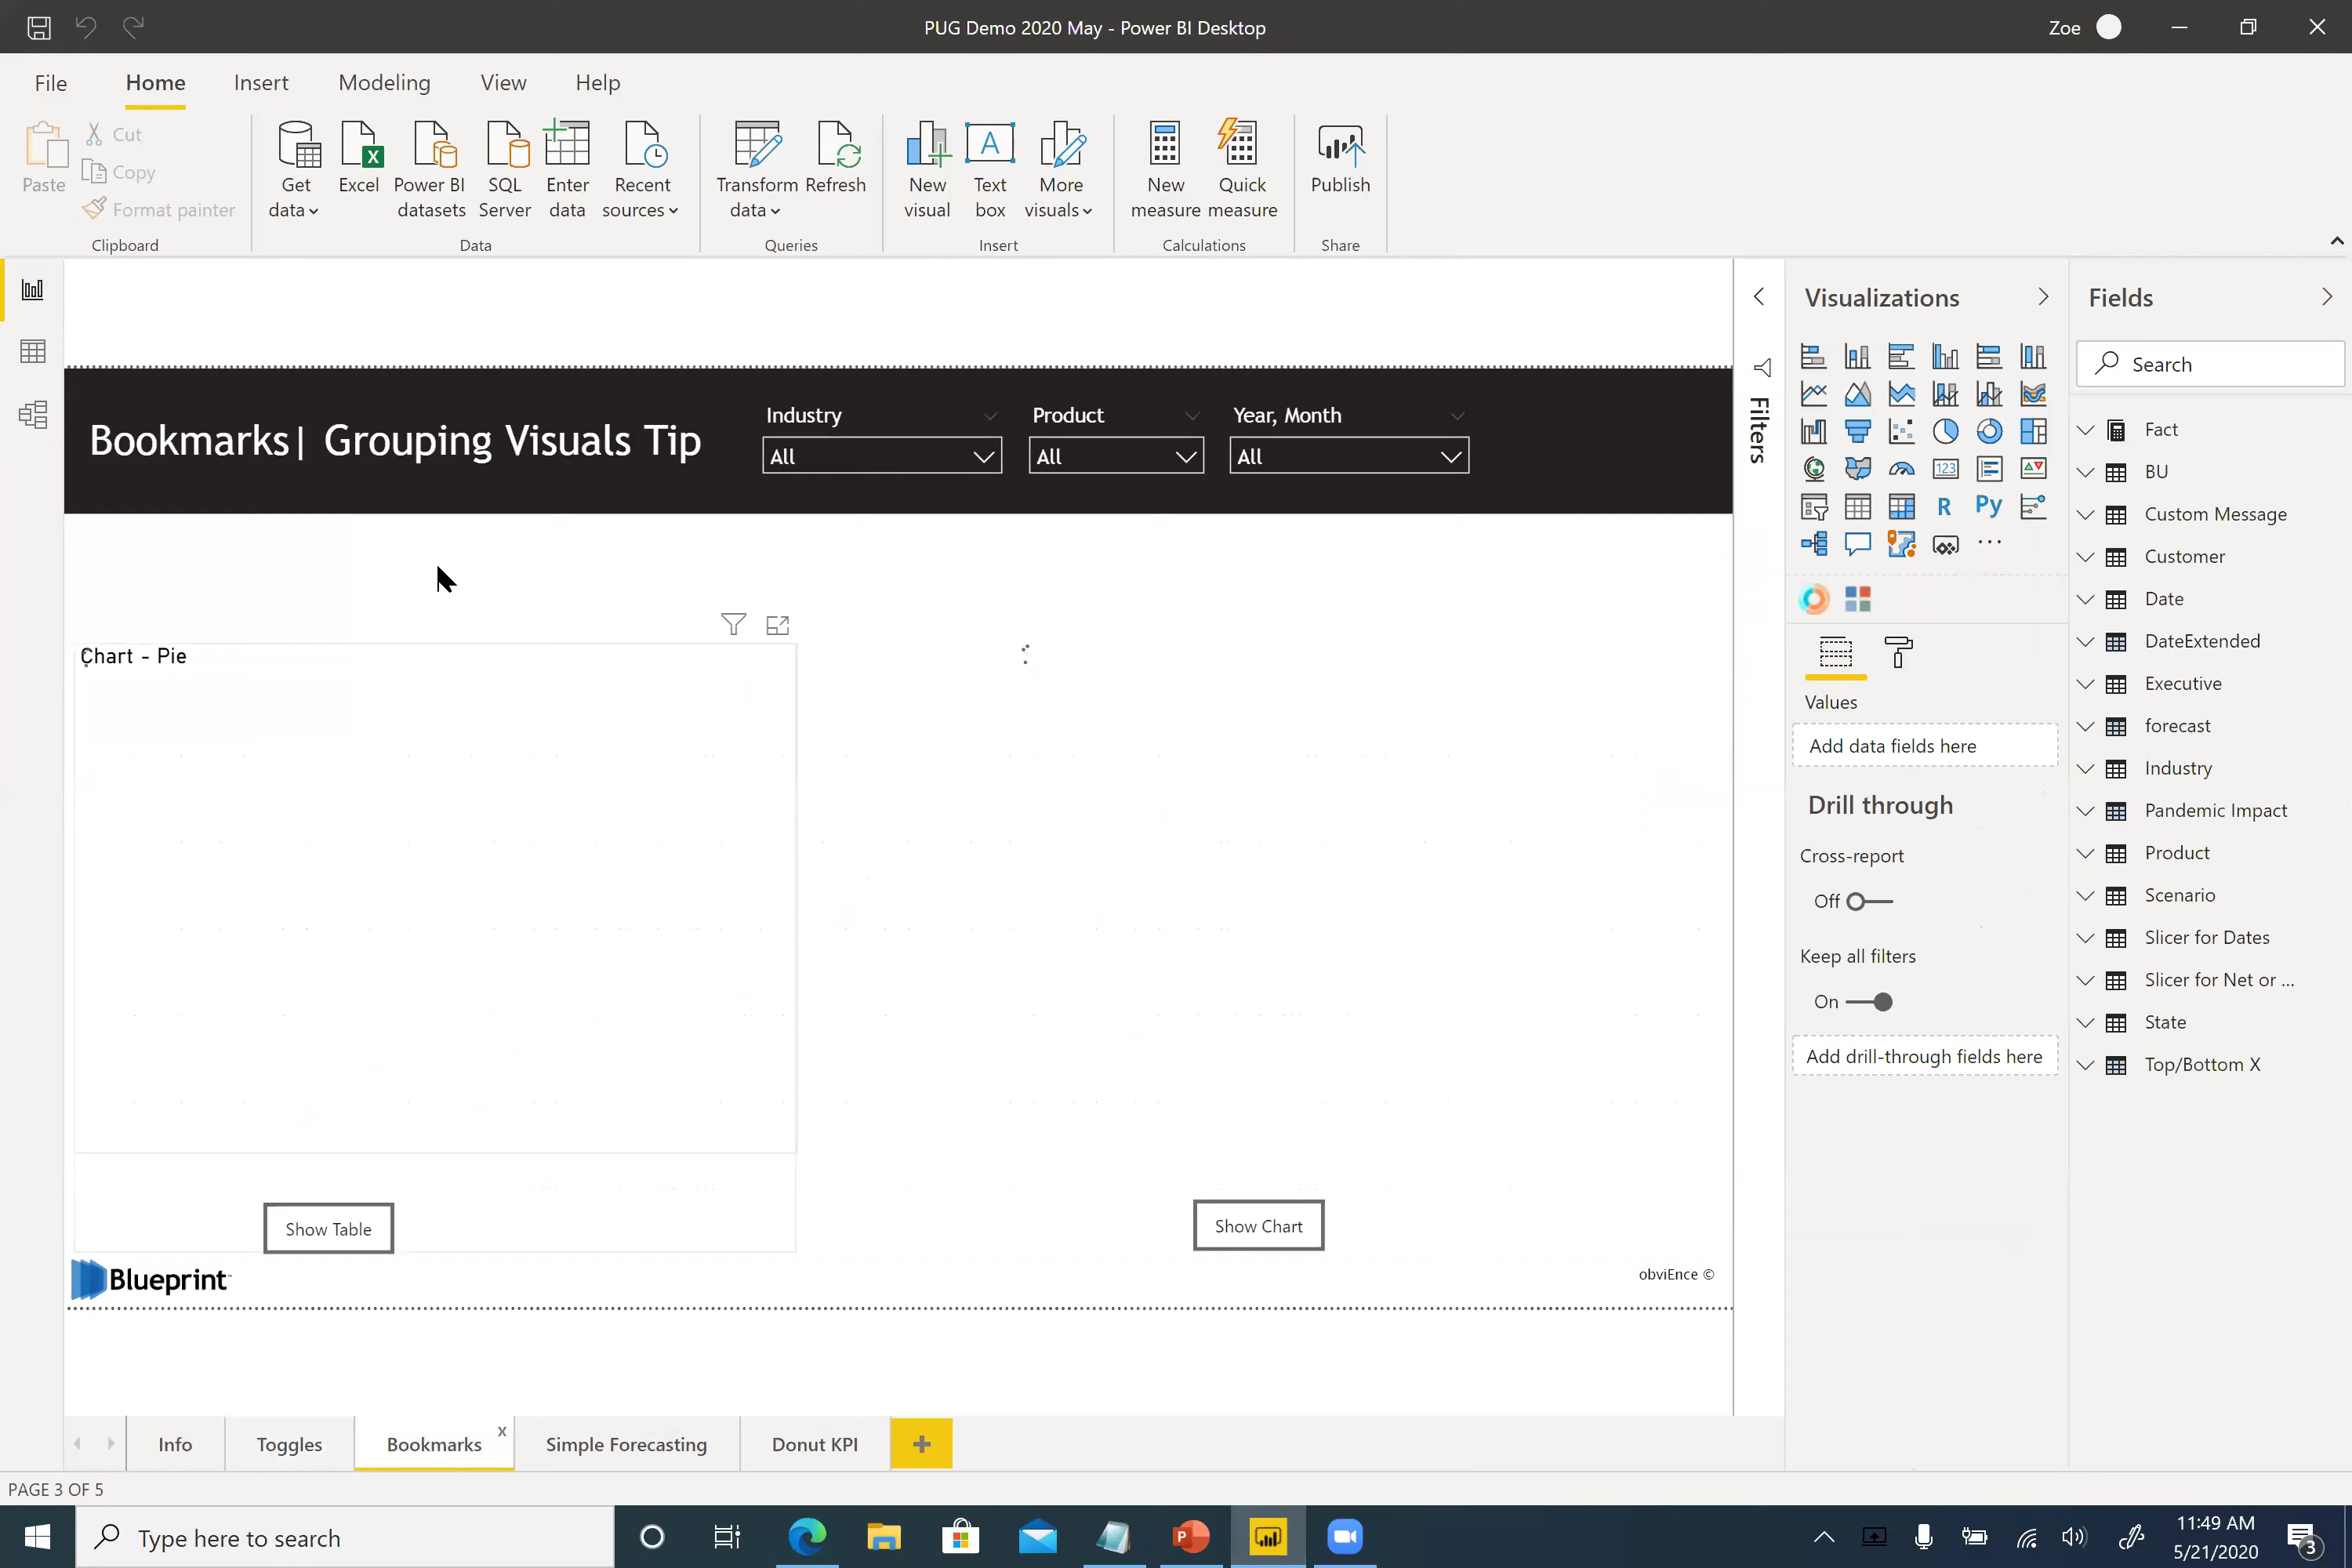 PUG Demo 2020 May - Power BI Desktop
Zoe
File
Home
Insert
Modeling
View
Help
Paste
Cut
Copy
Format painter
Clipboard
Get data
Excel
Power BI datasets
SQL Server
Enter data
Recent sources
Data
Transform data
Refresh
Queries
New visual
A
Text box
More visuals
Insert
New measure
Quick measure
Calculations
Publish
Share
Bookmarks| Grouping Visuals Tip
Industry
All
Product
All
Year, Month
All
Chart - Pie
Show Table
Show Chart
Blueprint
obviEnce ©
Filters
Visualizations
123
R
Py
Values
Add data fields here
Drill through
Cross-report
Off
Keep all filters
On
Add drill-through fields here
Fields
Search
Fact
BU
Custom Message
Customer
Date
DateExtended
Executive
forecast
Industry
Pandemic Impact
Product
Scenario
Slicer for Dates
Slicer for Net or ...
State
Top/Bottom X
Info
Toggles
Bookmarks
x
Simple Forecasting
Donut KPI
+
PAGE 3 OF 5
Type here to search
11:49 AM
5/21/2020
3